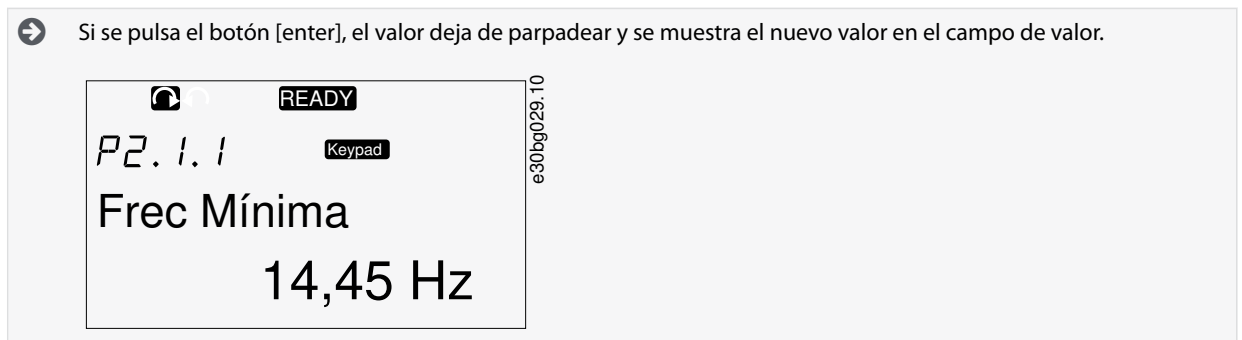 Si se pulsa el botón [enter], el valor deja de parpadear y se muestra el nuevo valor en el campo de valor.
READY
P2.1.1 Keypad
Frec Mínima
14,45 Hz
e30bg029.10